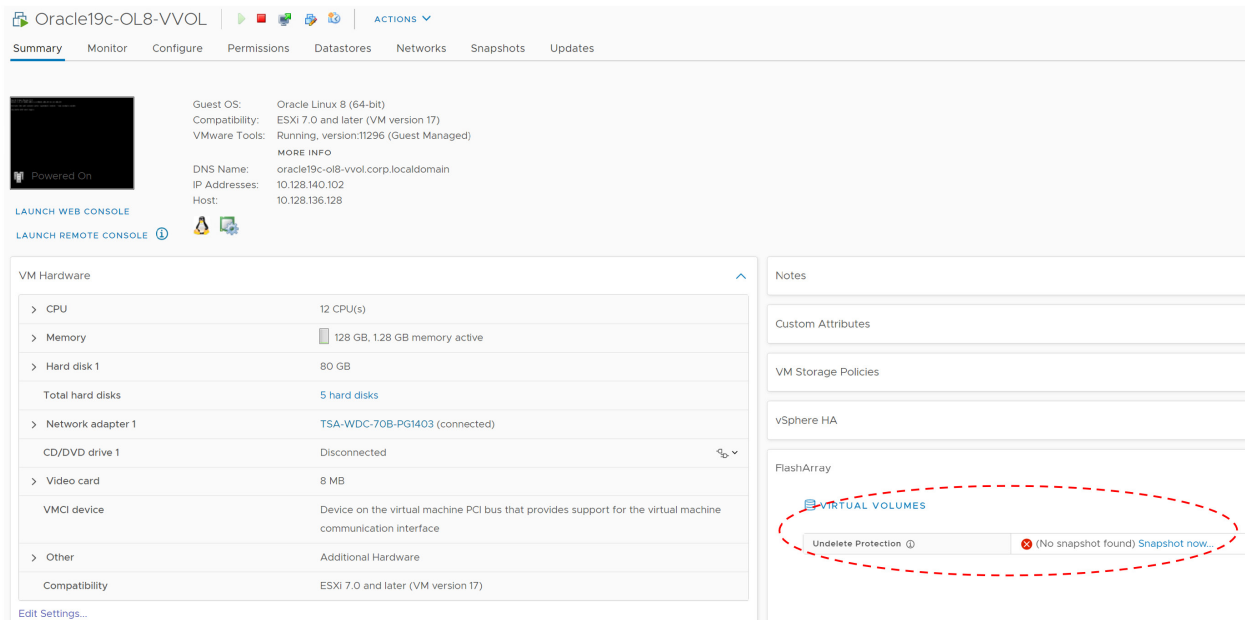 Oracle19c-OL8-VVOL
ACTIONS
Summary Monitor Configure Permissions Datastores Networks Snapshots Updates
Powered On
Guest OS: Oracle Linux 8 (64-bit)
Compatibility: ESXi 7.0 and later (VM version 17)
VMware Tools: Running, version:11296 (Guest Managed)
MORE INFO
DNS Name: oracle19c-ol8-vvol.corp.localdomain
IP Addresses: 10.128.140.102
Host: 10.128.136.128
LAUNCH WEB CONSOLE
LAUNCH REMOTE CONSOLE
VM Hardware
CPU 12 CPU(s)
Memory 128 GB, 1.28 GB memory active
Hard disk 1 80 GB
Total hard disks 5 hard disks
Network adapter 1 TSA-WDC-70B-PG1403 (connected)
CD/DVD drive 1 Disconnected
Video card 8 MB
VMCI device Device on the virtual machine PCI bus that provides support for the virtual machine
communication interface
Other Additional Hardware
Compatibility ESXi 7.0 and later (VM version 17)
Edit Settings...
Notes
Custom Attributes
VM Storage Policies
vSphere HA
FlashArray
VIRTUAL VOLUMES
Undelete Protection (No snapshot found) Snapshot now...